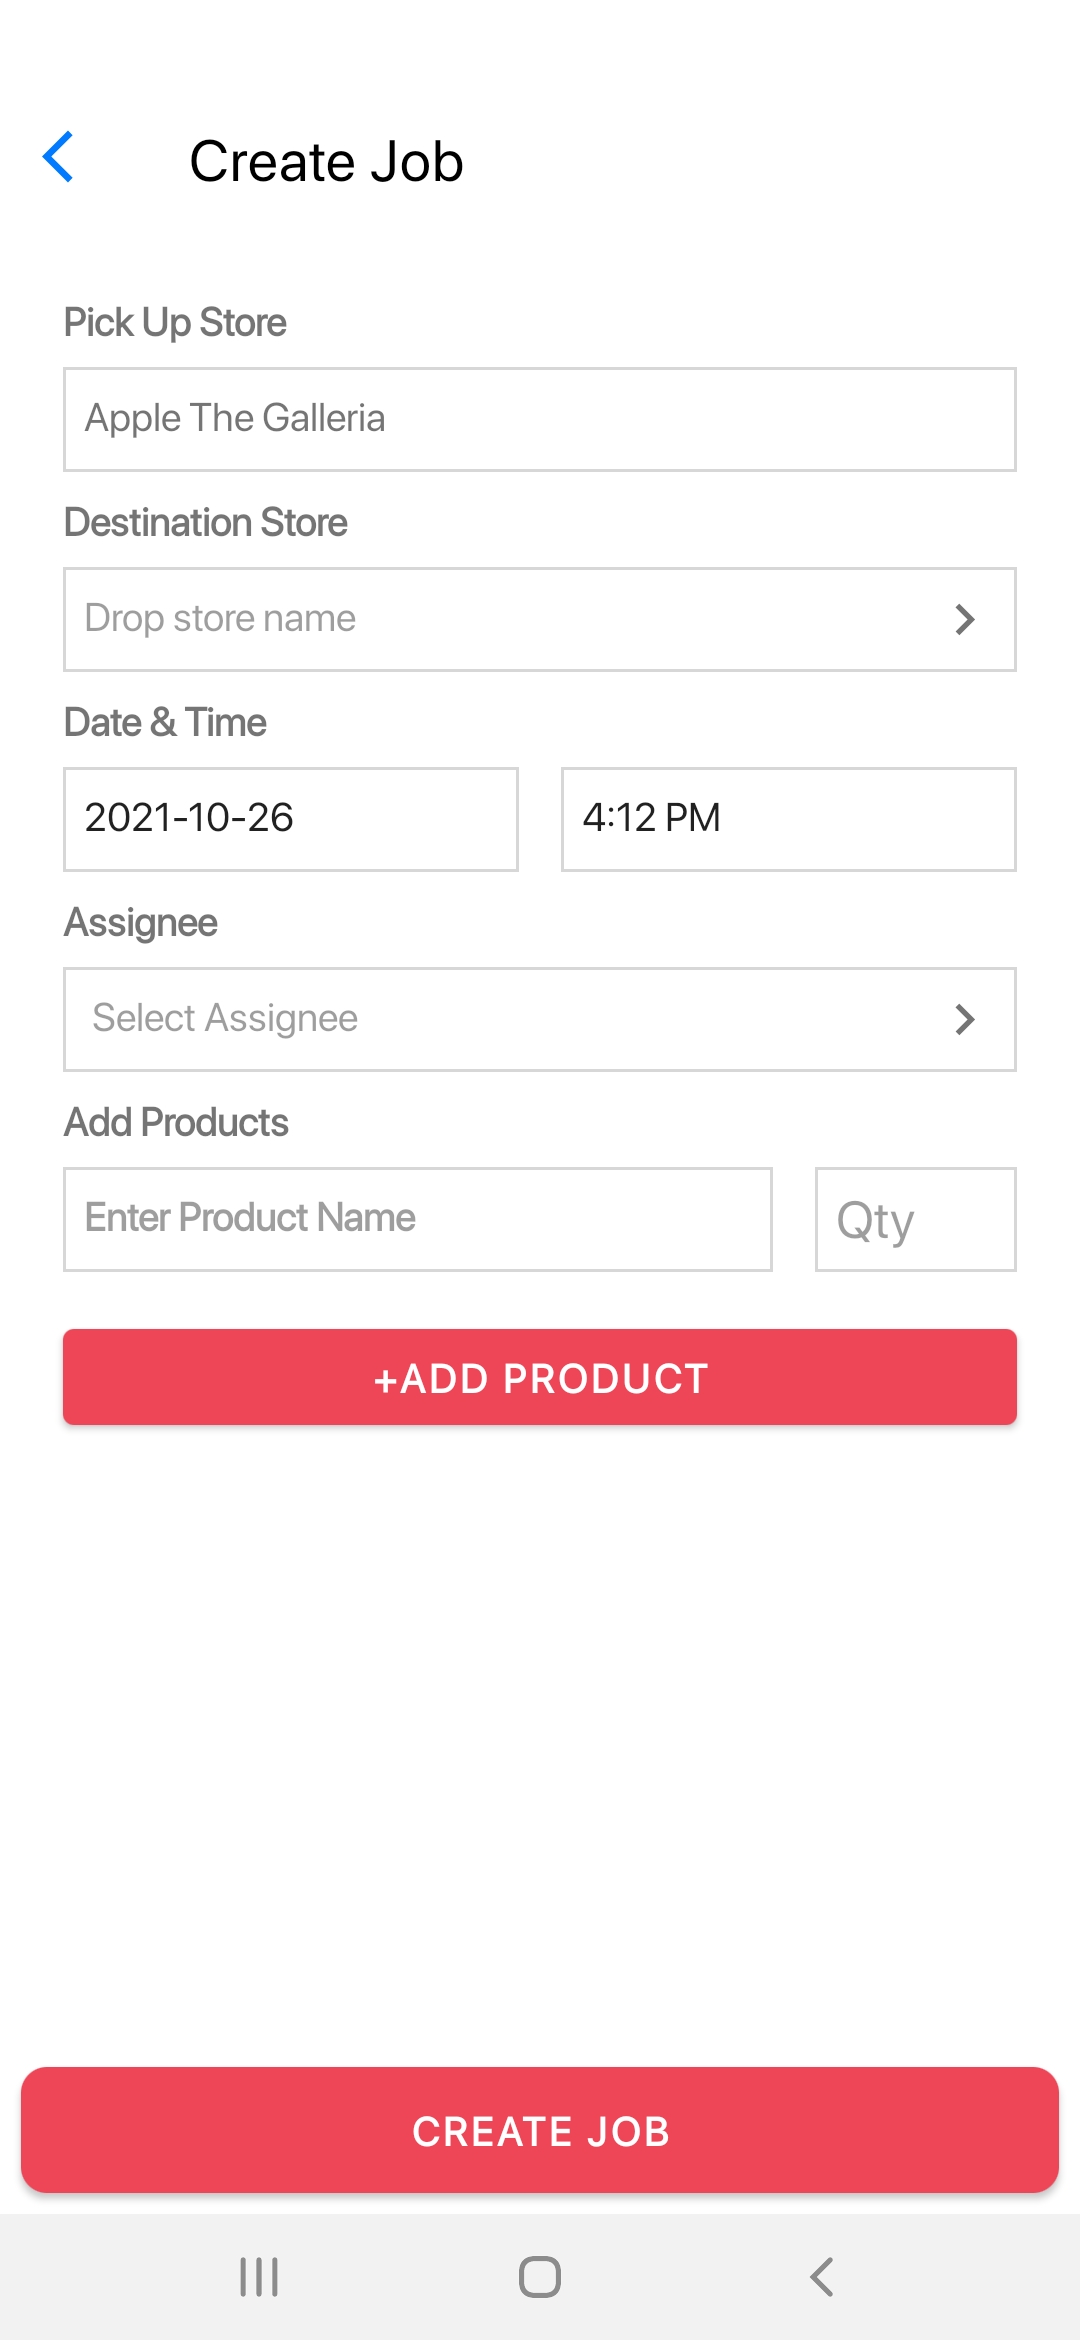 Create Job
Pick Up Store
Apple The Galleria
Destination Store
Drop store name
Date & Time
2021-10-26 4:12 PM
Assignee
Select Assignee
Add Products
Enter Product Name Qty
+ADD PRODUCT
CREATE JOB